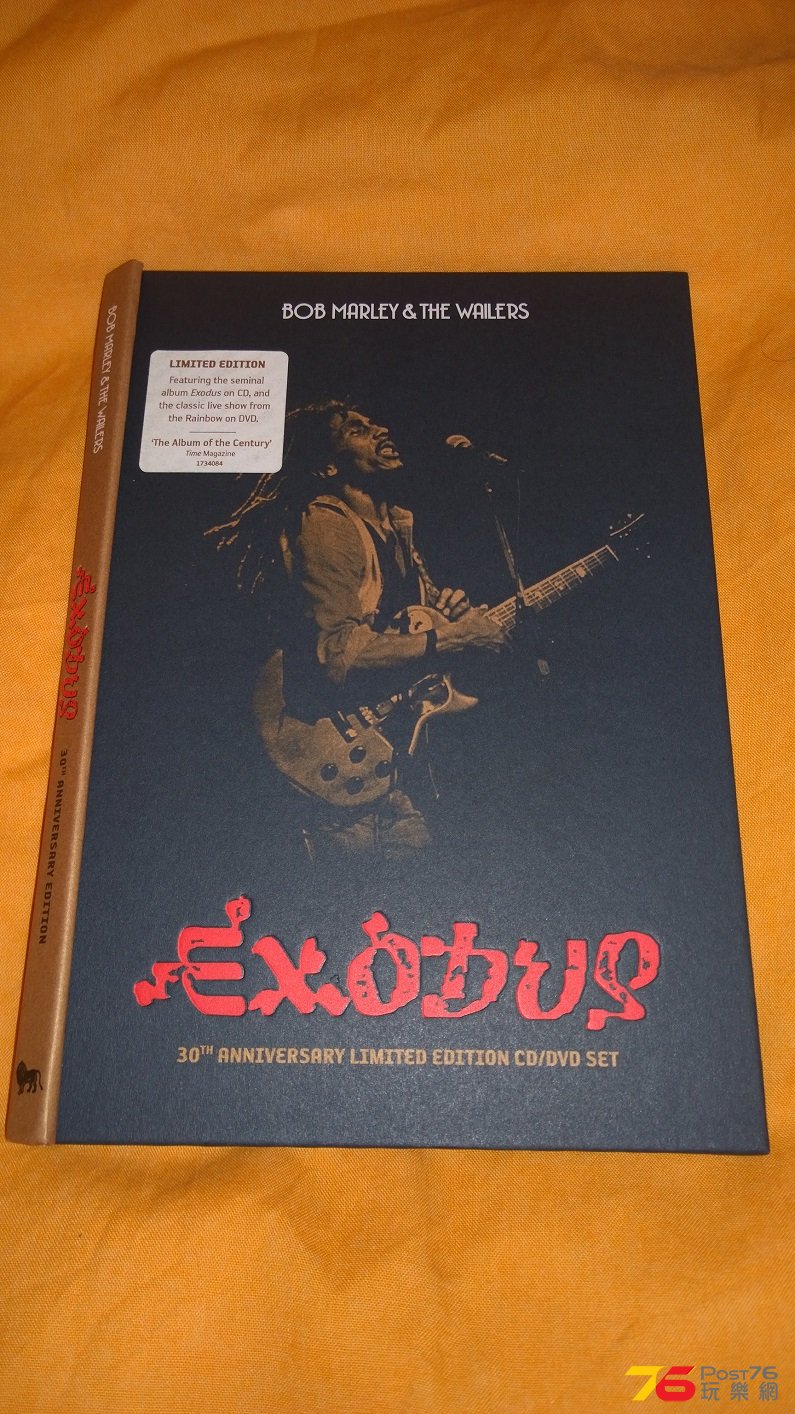 BOB MARLEY & THE WAILERS
LIMITED EDITION
Featuring the seminal
album Exodus on CD, and
the classic live show from
the Rainbow on DVD.
‘The Album of the Century’
Time Magazine
1734084
EXODUS
30TH ANNIVERSARY LIMITED EDITION CD/DVD SET
BOB MARLEY & THE WAILERS
EXODUS
30TH ANNIVERSARY EDITION
76 POST76
玩樂網